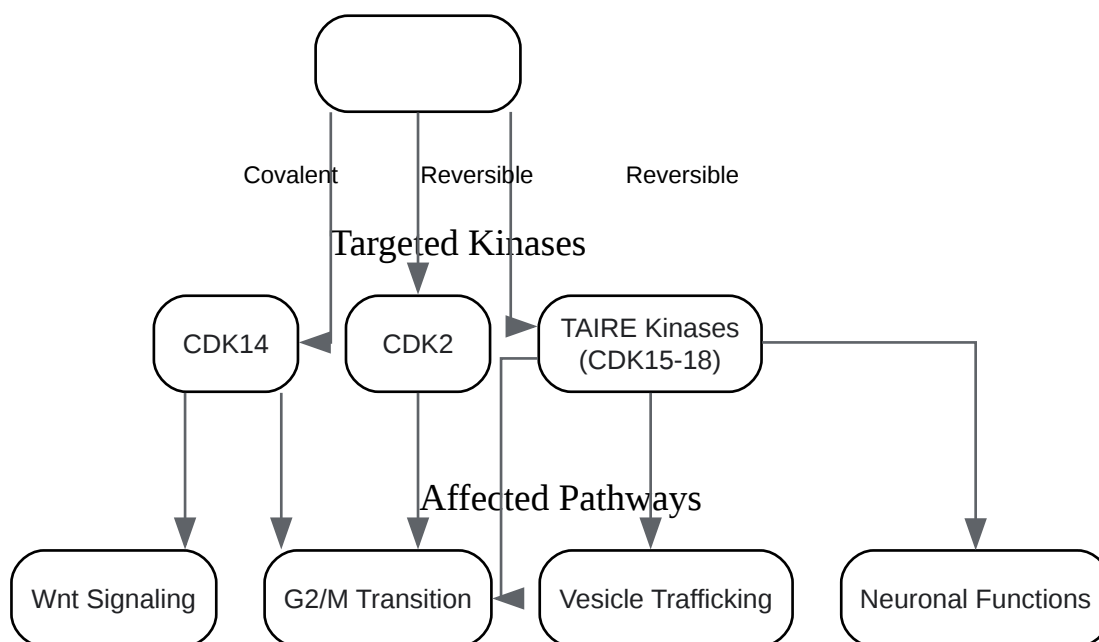 Covalent
Reversible
Reversible
Targeted Kinases
CDK14
CDK2
TAIRE Kinases
(CDK15-18)
Affected Pathways
Wnt Signaling
G2/M Transition
Vesicle Trafficking
Neuronal Functions